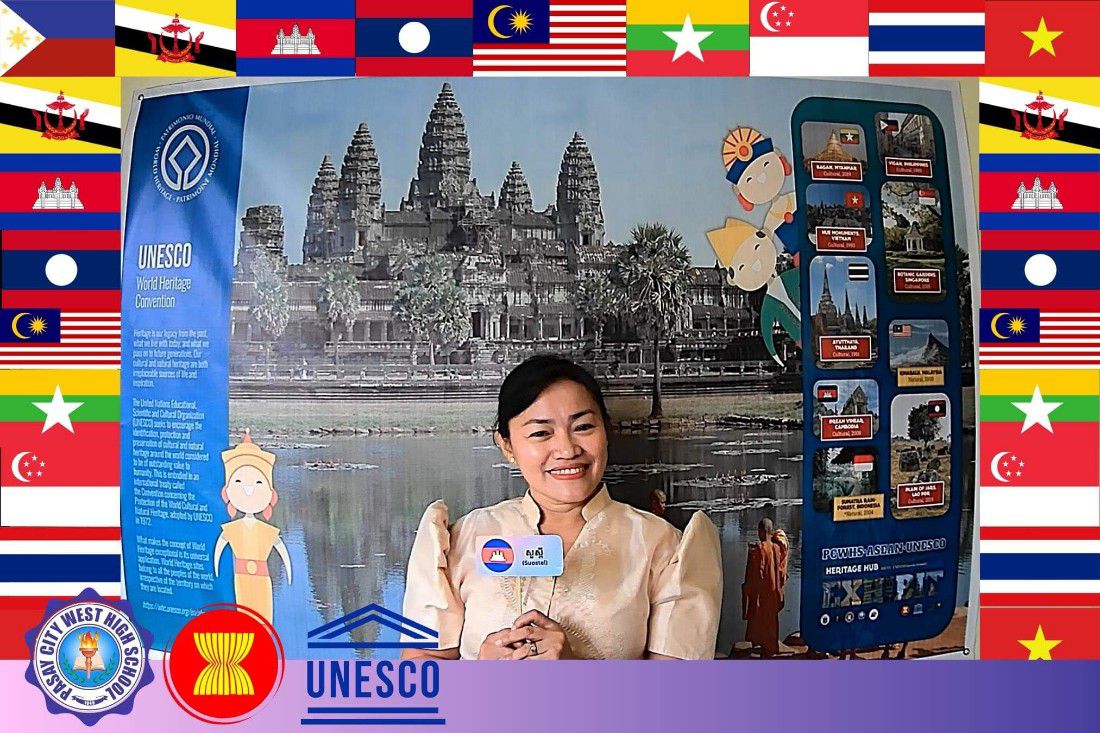 PATRIMONIO MUNDIAL
WORLD HERITAGE
PATRIMOINE MONDIAL
UNESCO
World Heritage
Convention
Heritage is our legacy from the past,
what we live with today, and what we
pass on to future generations. Our
cultural and natural heritage are both
irreplaceable sources of life and
inspiration.
The United Nations Educational,
Scientific and Cultural Organization
(UNESCO) seeks to encourage the
identification, protection and
preservation of cultural and natural
heritage around the world considered
to be of outstanding value to
humanity. This is embodied in an
international treaty called
the Convention concerning the
Protection of the World Cultural and
Natural Heritage, adopted by UNESCO
in 1972.
What makes the concept of World
Heritage exceptional is its universal
application. World Heritage Sites
belong to all the peoples of the world,
irrespective of the territory on which
they are located.
BAGAN, MYANMAR
Cultural, 2019
VIGAN, PHILIPPINES
Cultural, 1999
HUE MONUMENTS,
VIETNAM
Cultural, 1993
BOTANIC GARDENS,
SINGAPORE
Cultural, 2015
AYUTTHAYA,
THAILAND
Cultural, 1991
KINABALU, MALAYSIA
Natural, 2000
PREAH VIHEAR,
CAMBODIA
Cultural, 2008
PLAIN OF JARS,
LAO PDR
Cultural, 2019
SUMATRA RAIN-
FOREST, INDONESIA
Natural, 2004
PCWHS-ASEAN-UNESCO
HERITAGE HUB
EXHIBIT
សួស្តី
(Suostei)
PASAY CITY WEST HIGH SCHOOL
UNESCO